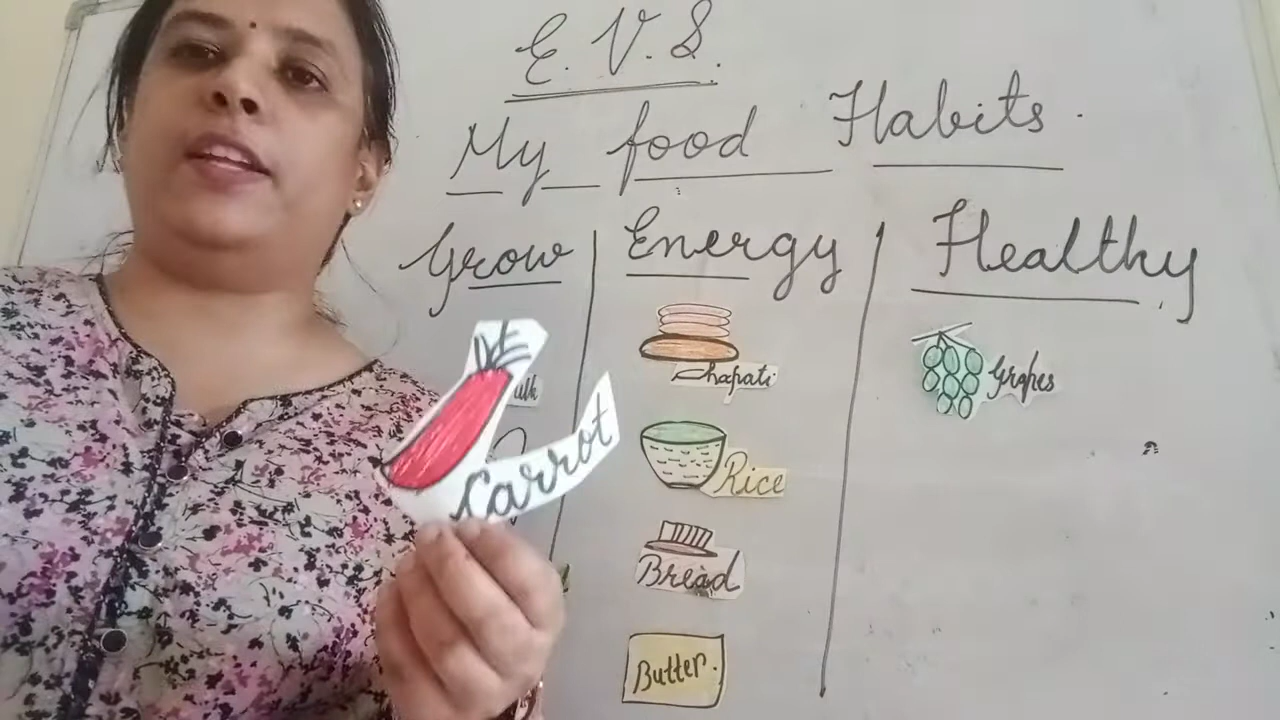 E. V. S.
My food Habits.
Grow
Energy
Healthy
Chapati
Grapes
Carrot
Rice
Bread
Butter.